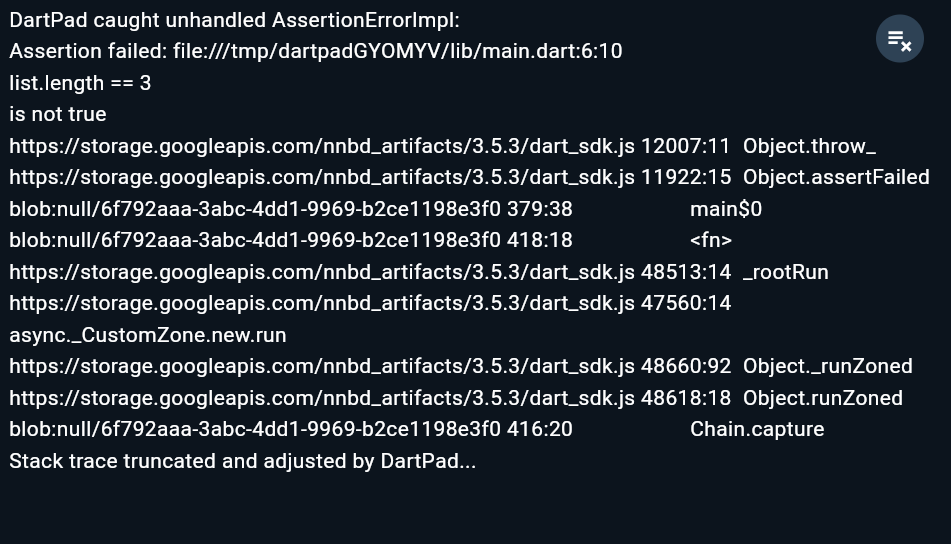 DartPad caught unhandled AssertionErrorImpl:
Assertion failed: file:///tmp/dartpadGYOMYV/lib/main.dart:6:10
list.length == 3
is not true
https://storage.googleapis.com/nnbd_artifacts/3.5.3/dart_sdk.js 12007:11  Object.throw_
https://storage.googleapis.com/nnbd_artifacts/3.5.3/dart_sdk.js 11922:15  Object.assertFailed
blob:null/6f792aaa-3abc-4dd1-9969-b2ce1198e3f0 379:38                   main$0
blob:null/6f792aaa-3abc-4dd1-9969-b2ce1198e3f0 418:18                   <fn>
https://storage.googleapis.com/nnbd_artifacts/3.5.3/dart_sdk.js 48513:14  _rootRun
https://storage.googleapis.com/nnbd_artifacts/3.5.3/dart_sdk.js 47560:14
async._CustomZone.new.run
https://storage.googleapis.com/nnbd_artifacts/3.5.3/dart_sdk.js 48660:92  Object._runZoned
https://storage.googleapis.com/nnbd_artifacts/3.5.3/dart_sdk.js 48618:18  Object.runZoned
blob:null/6f792aaa-3abc-4dd1-9969-b2ce1198e3f0 416:20                   Chain.capture
Stack trace truncated and adjusted by DartPad...